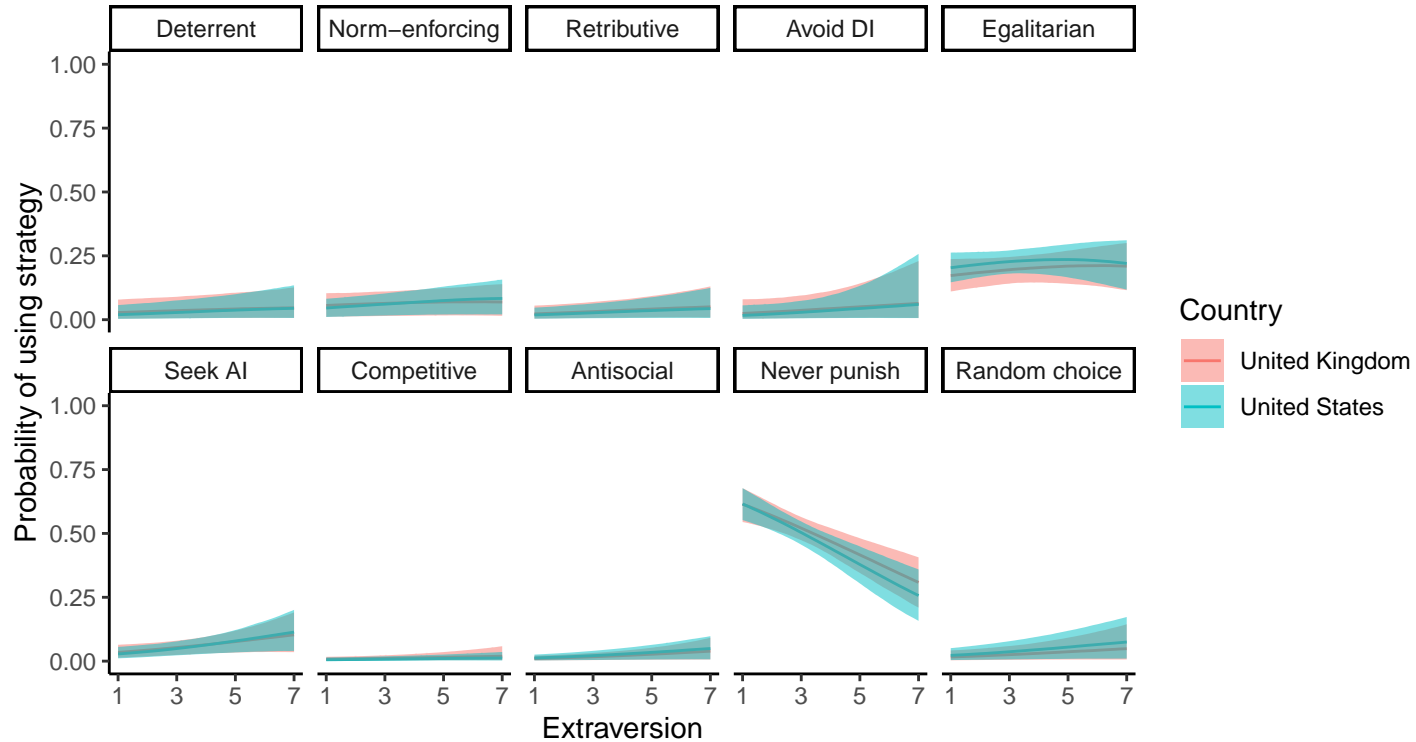 Deterrent Norm−enforcing Retributive Avoid DI Egalitarian
1.00
0.75
0.50
0.25
0.00
Seek AI Competitive Antisocial Never punish Random choice
1.00
0.75
0.50
0.25
0.00
1 3 5 7 1 3 5 7 1 3 5 7 1 3 5 7 1 3 5 7
Extraversion
Probability of using strategy
Country
United Kingdom
United States